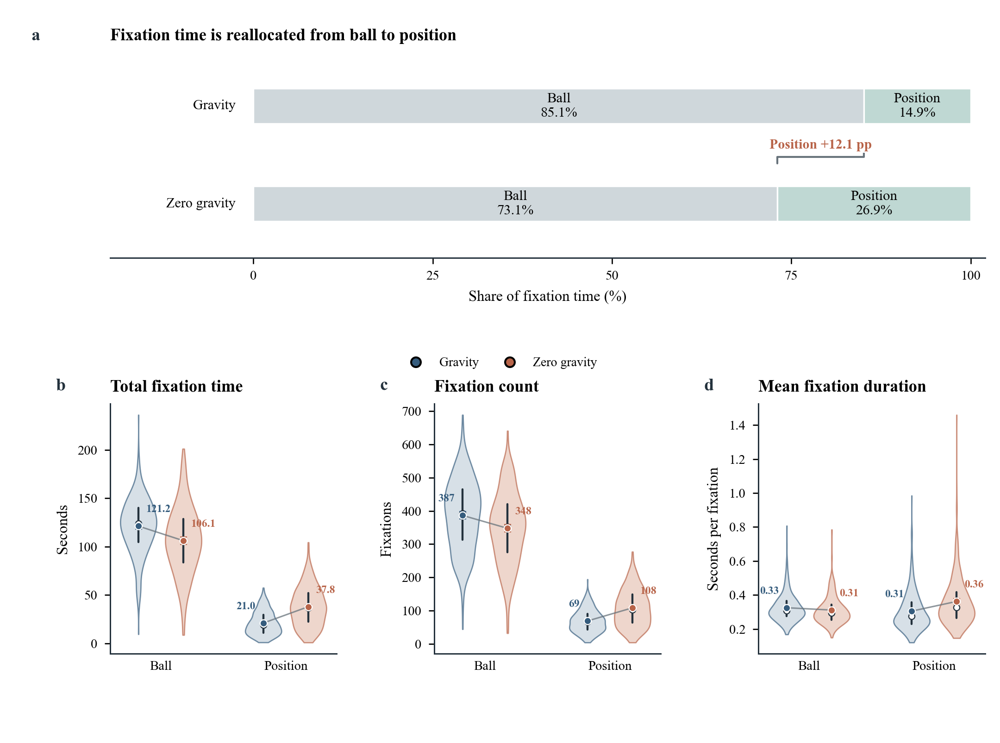 a
Fixation time is reallocated from ball to position
Gravity
Ball
85.1%
Position
14.9%
Position +12.1 pp
Zero gravity
Ball
73.1%
Position
26.9%
0 25 50 75 100
Share of fixation time (%)
Gravity Zero gravity
b
Total fixation time
Seconds
200
150
100
50
0
121.2
106.1
21.0
37.8
Ball Position
c
Fixation count
Fixations
700
600
500
400
300
200
100
0
387
348
69
108
Ball Position
d
Mean fixation duration
Seconds per fixation
1.4
1.2
1.0
0.8
0.6
0.4
0.2
0.33
0.31
0.31
0.36
Ball Position